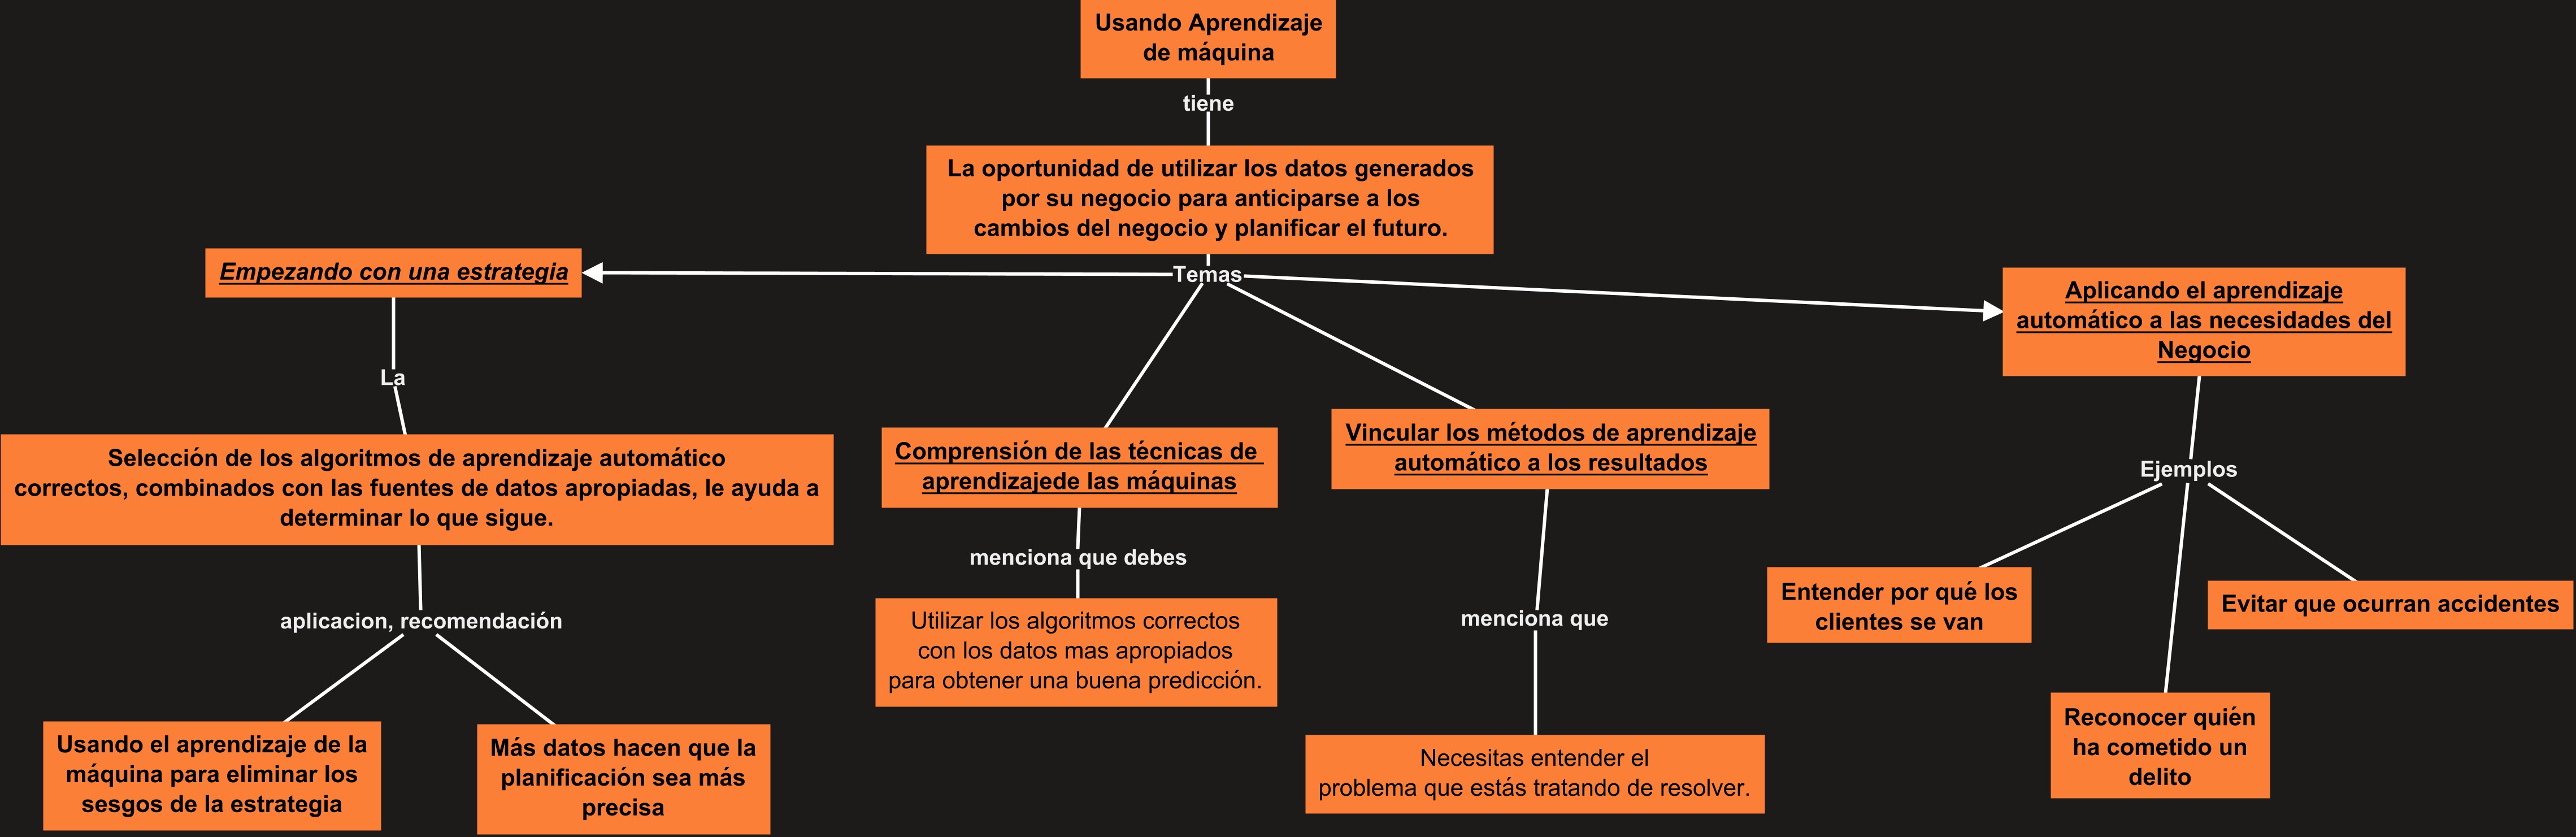 Usando Aprendizaje
de máquina
tiene
La oportunidad de utilizar los datos generados
por su negocio para anticiparse a los
cambios del negocio y planificar el futuro.
Temas
Empezando con una estrategia
La
Selección de los algoritmos de aprendizaje automático
correctos, combinados con las fuentes de datos apropiadas, le ayuda a
determinar lo que sigue.
aplicacion, recomendación
Usando el aprendizaje de la
máquina para eliminar los
sesgos de la estrategia
Más datos hacen que la
planificación sea más
precisa
Comprensión de las técnicas de
aprendizajede las máquinas
menciona que debes
Utilizar los algoritmos correctos
con los datos mas apropiados
para obtener una buena predicción.
Vincular los métodos de aprendizaje
automático a los resultados
menciona que
Necesitas entender el
problema que estás tratando de resolver.
Aplicando el aprendizaje
automático a las necesidades del
Negocio
Ejemplos
Entender por qué los
clientes se van
Reconocer quién
ha cometido un
delito
Evitar que ocurran accidentes